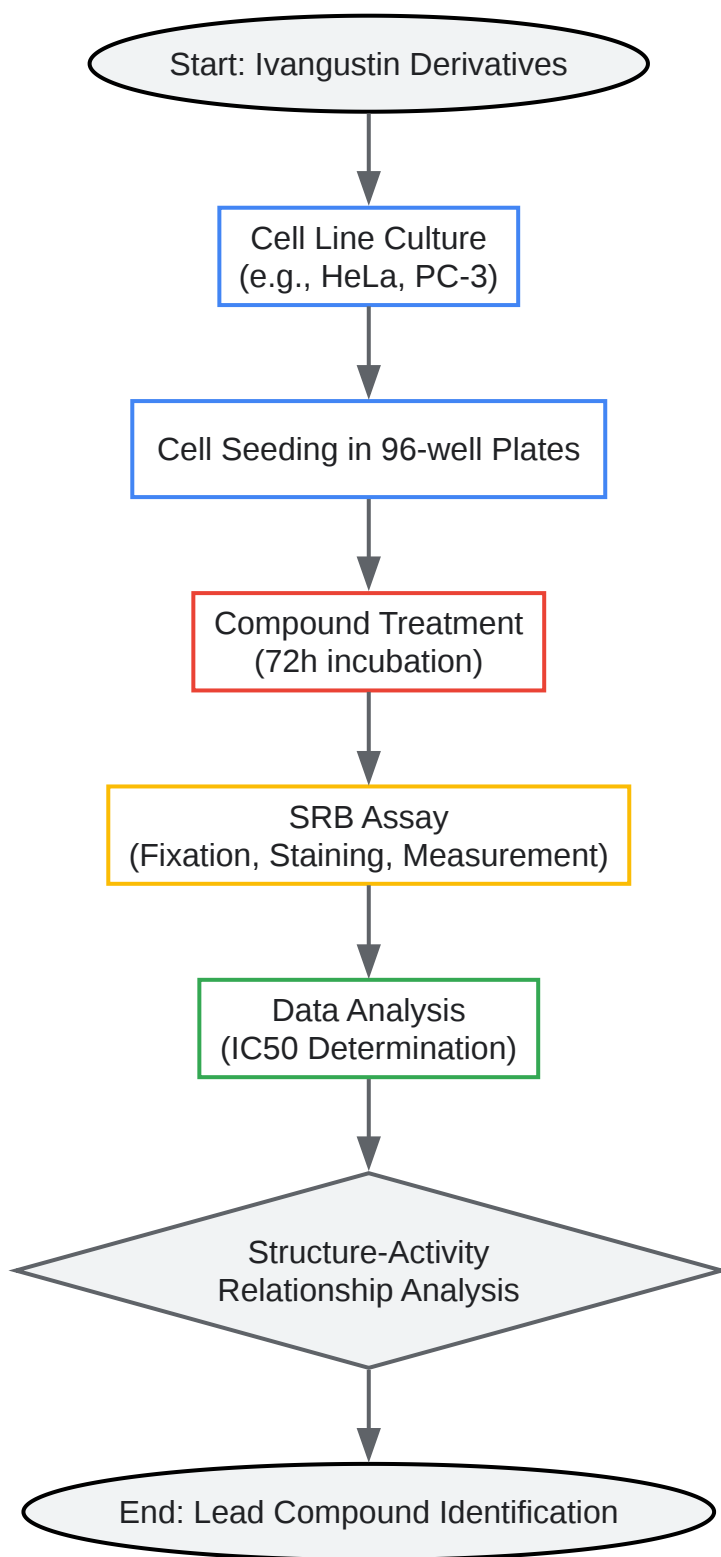 Start: Ivangustin Derivatives
Cell Line Culture
(e.g., HeLa, PC-3)
Cell Seeding in 96-well Plates
Compound Treatment
(72h incubation)
SRB Assay
(Fixation, Staining, Measurement)
Data Analysis
(IC50 Determination)
Structure-Activity
Relationship Analysis
End: Lead Compound Identification